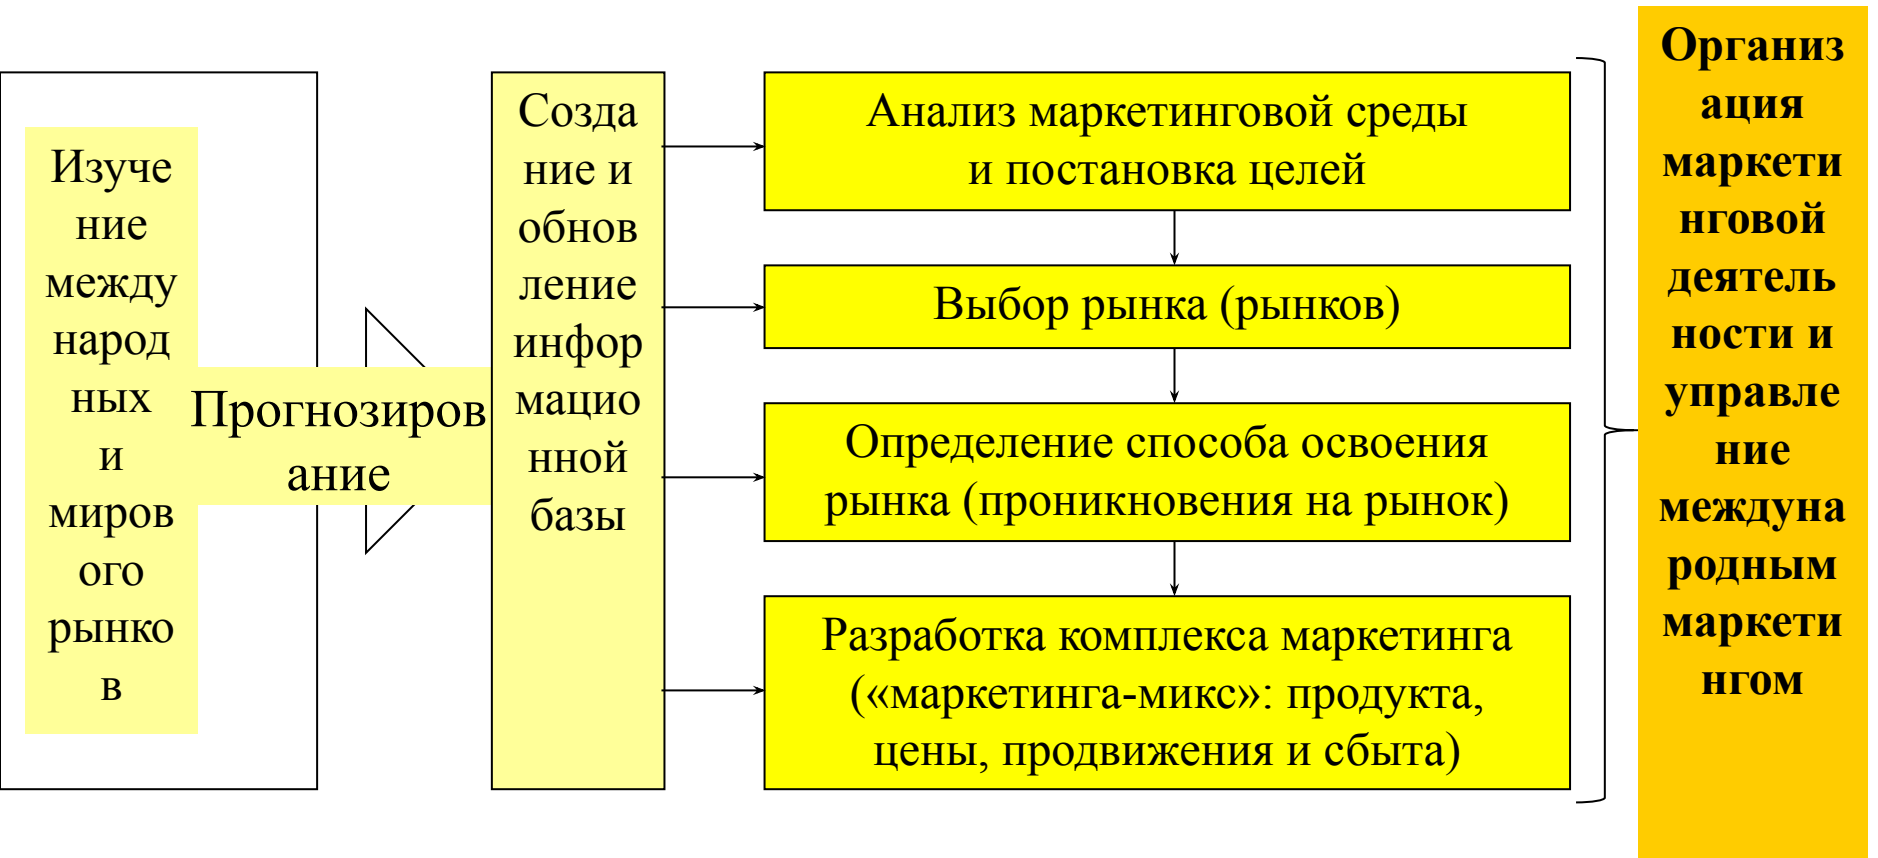 Изуче
ние
между
народ
ных
и
миров
ого
рынко
в
Прогнозиров
ание
Созда
ние и
обнов
ление
инфор
мацио
нной
базы
Анализ маркетинговой среды
и постановка целей
Выбор рынка (рынков)
Определение способа освоения
рынка (проникновения на рынок)
Разработка комплекса маркетинга
(«маркетинга-микс»: продукта,
цены, продвижения и сбыта)
Организ
ация
маркети
нговой
деятель
ности и
управле
ние
междуна
родным
маркети
нгом